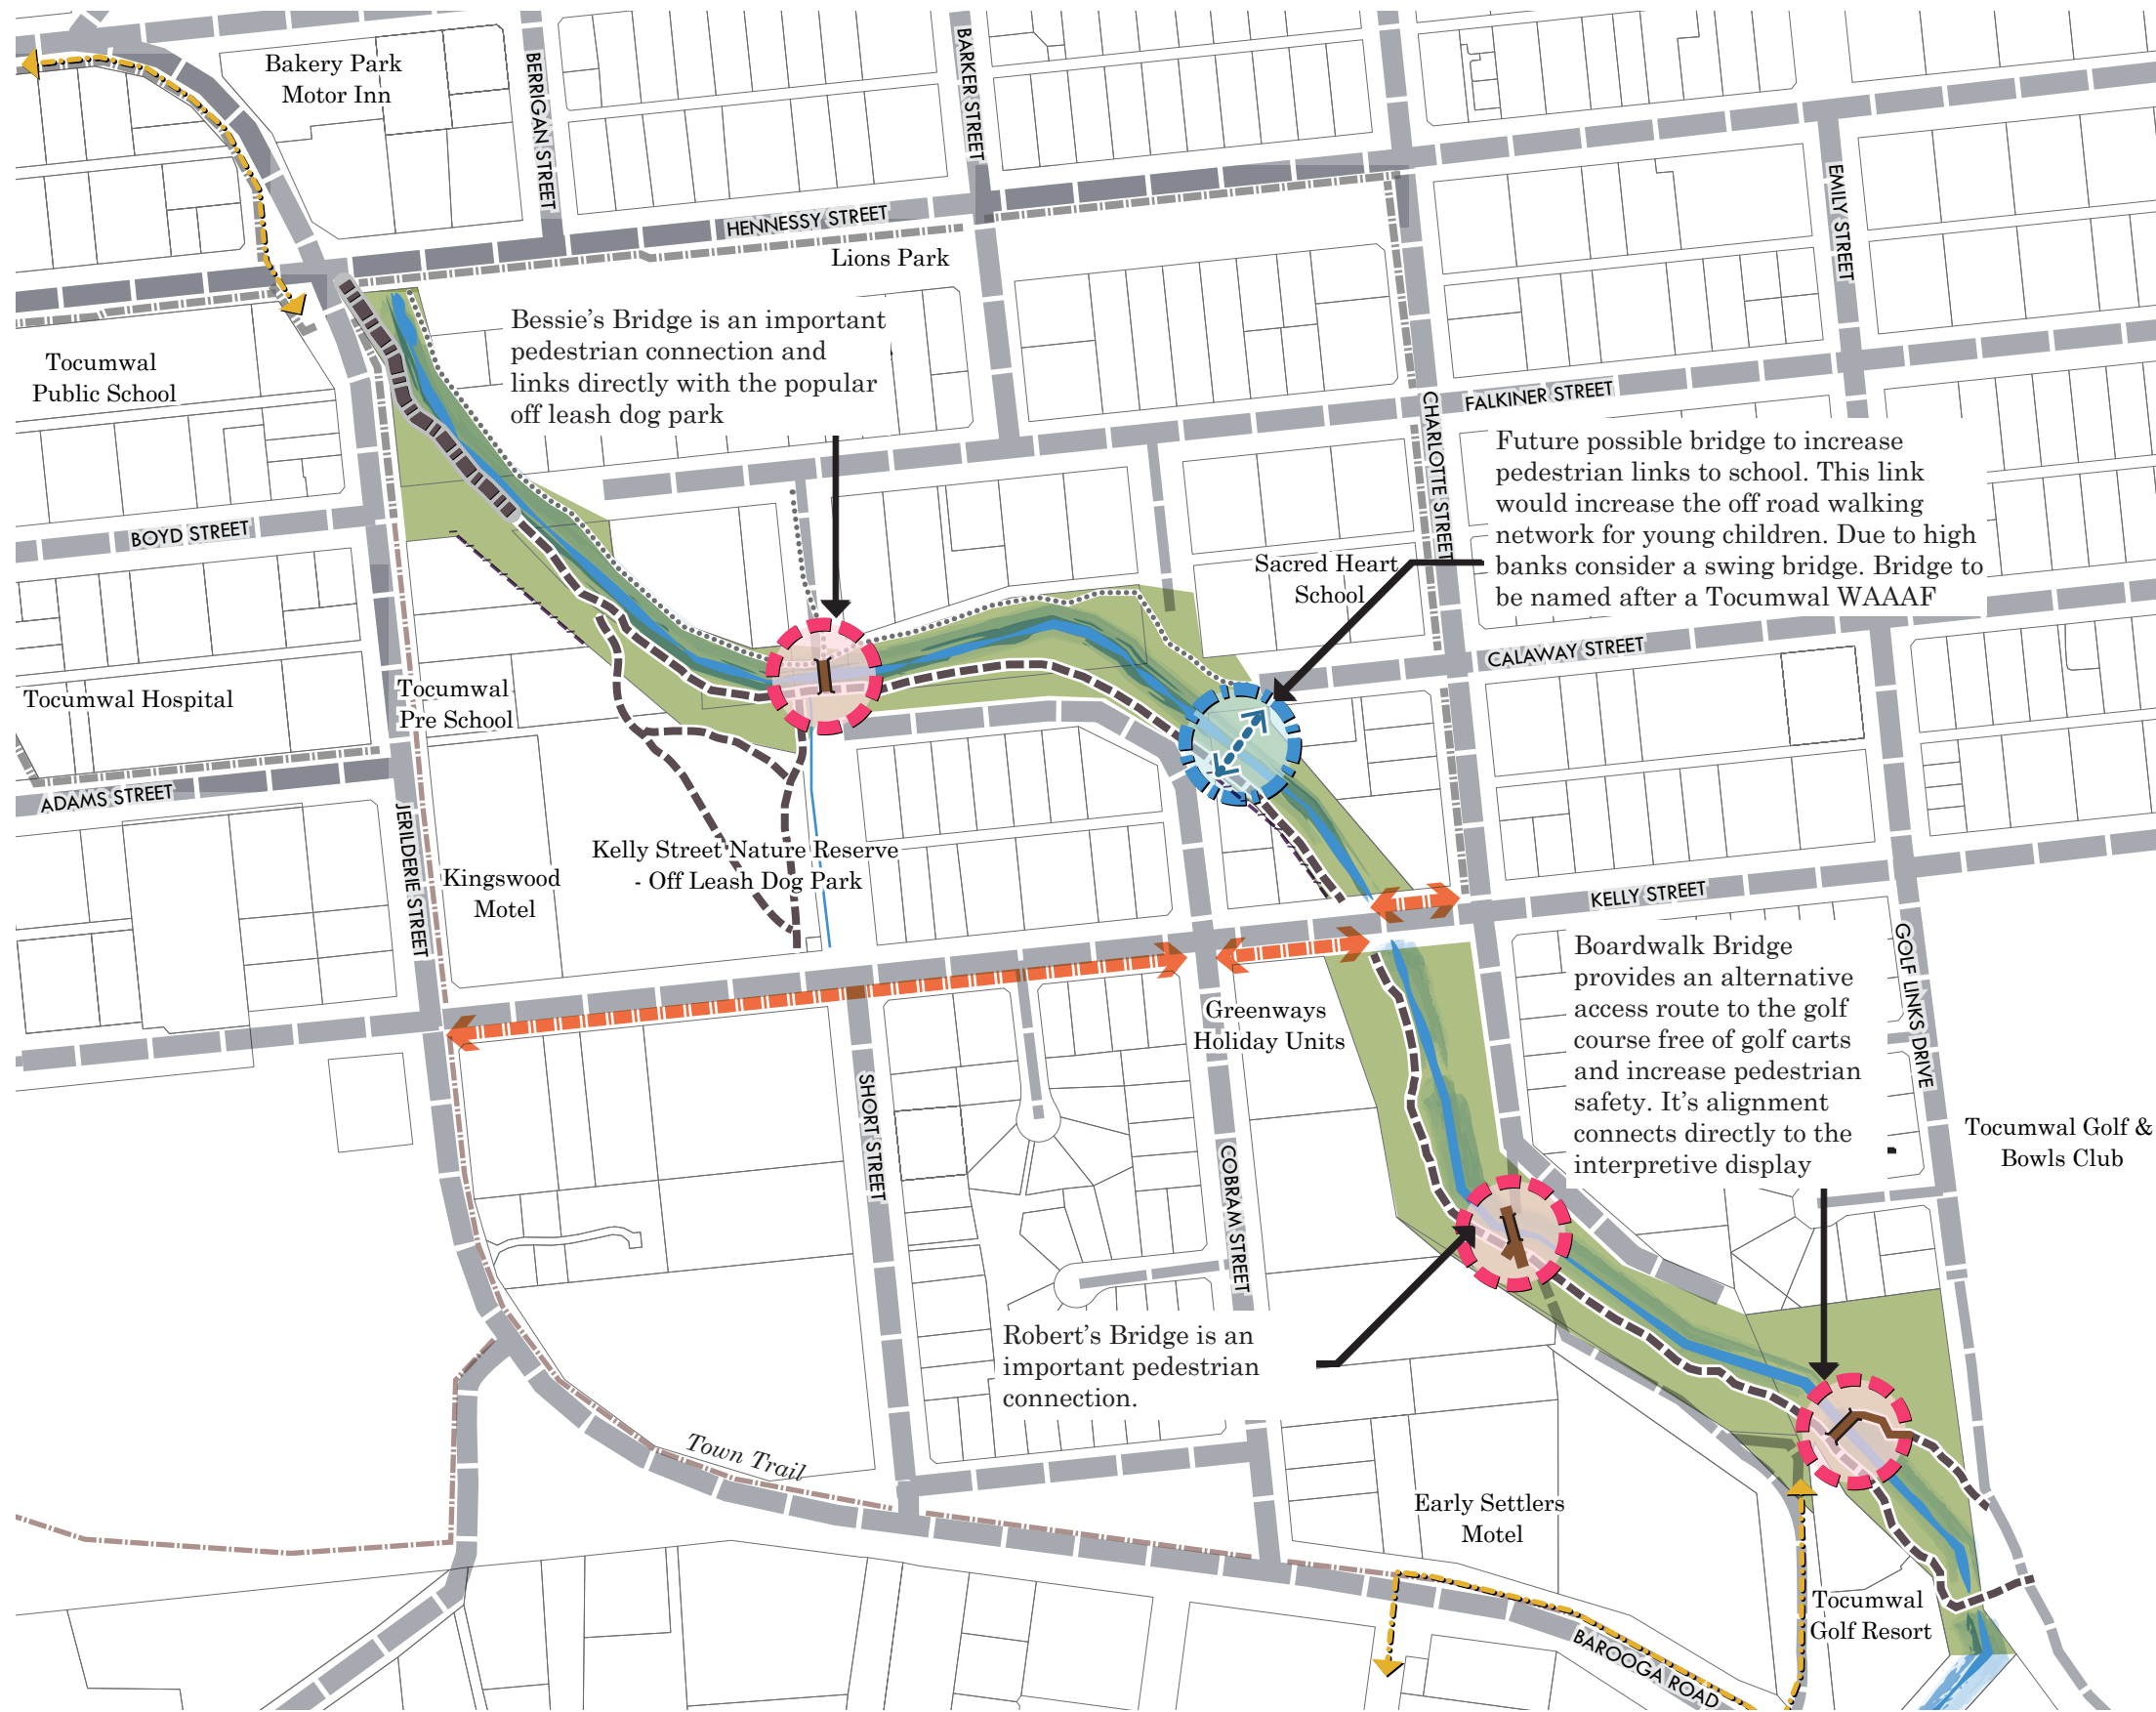 Bakery Park
Motor Inn
BERRIGAN STREET
BARKER STREET
EMILY STREET
HENNESSY STREET
Lions Park
Tocumwal
Public School
Bessie's Bridge is an important
pedestrian connection and
links directly with the popular
off leash dog park
CHARLOTTE STREET
FALKINER STREET
Future possible bridge to increase
pedestrian links to school. This link
would increase the off road walking
network for young children. Due to high
banks consider a swing bridge. Bridge to
be named after a Tocumwal WAAAF
BOYD STREET
Sacred Heart
School
CALAWAY STREET
Tocumwal Hospital
Tocumwal
Pre School
ADAMS STREET
JERILDERIE STREET
Kingswood
Motel
Kelly Street Nature Reserve
- Off Leash Dog Park
KELLY STREET
GOLF LINKS DRIVE
Boardwalk Bridge
provides an alternative
access route to the golf
course free of golf carts
and increase pedestrian
safety. It's alignment
connects directly to the
interpretive display
Greenways
Holiday Units
SHORT STREET
COBRAM STREET
Tocumwal Golf &
Bowls Club
Robert's Bridge is an
important pedestrian
connection.
Town Trail
Early Settlers
Motel
Tocumwal
Golf Resort
BAROOGA ROAD